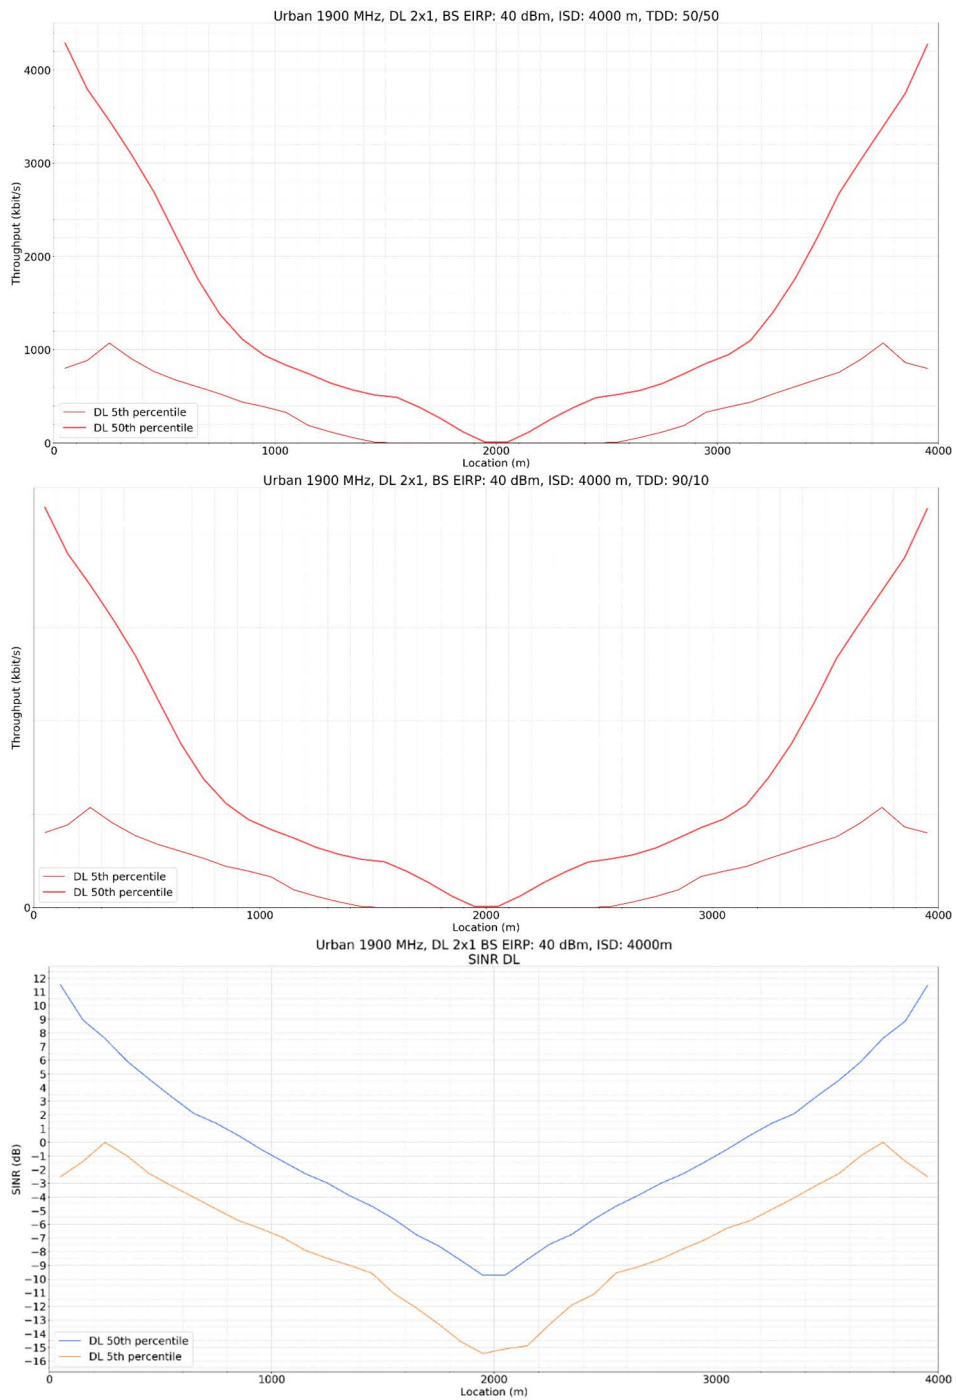 Urban 1900 MHz, DL 2x1, BS EIRP: 40 dBm, ISD: 4000 m, TDD: 50/50
4000
3000
2000
1000
0
Throughput (kbit/s)
DL 5th percentile
DL 50th percentile
0 1000 2000 3000 4000
Location (m)
Urban 1900 MHz, DL 2x1, BS EIRP: 40 dBm, ISD: 4000 m, TDD: 90/10
Throughput (kbit/s)
DL 5th percentile
DL 50th percentile
0
0 1000 2000 3000 4000
Location (m)
Urban 1900 MHz, DL 2x1 BS EIRP: 40 dBm, ISD: 4000m
SINR DL
12
11
10
9
8
7
6
5
4
3
2
1
0
−1
−2
−3
−4
−5
−6
−7
−8
−9
−10
−11
−12
−13
−14
−15
−16
SINR (dB)
DL 50th percentile
DL 5th percentile
0 1000 2000 3000 4000
Location (m)